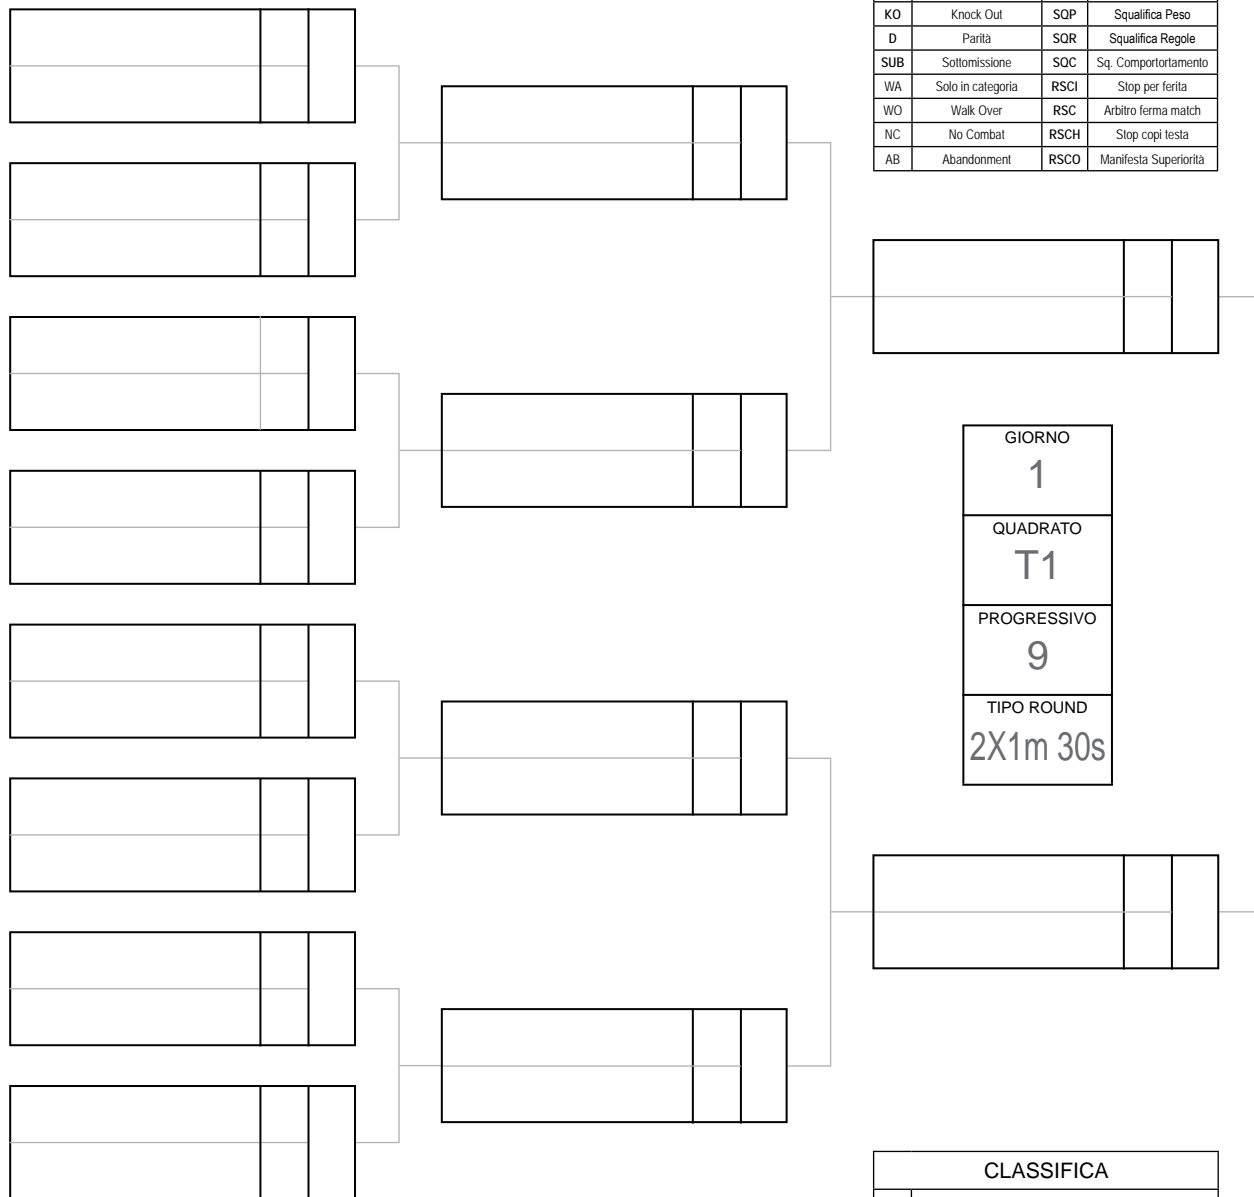 KO Knock Out SQP Squalifica Peso
D Parità SQR Squalifica Regole
SUB Sottomissione SQC Sq. Comportortamento
WA Solo in categoria RSCI Stop per ferita
WO Walk Over RSC Arbitro ferma match
NC No Combat RSCH Stop copi testa
AB Abandonment RSCO Manifesta Superiorità
GIORNO
1
QUADRATO
T1
PROGRESSIVO
9
TIPO ROUND
2X1m 30s
CLASSIFICA